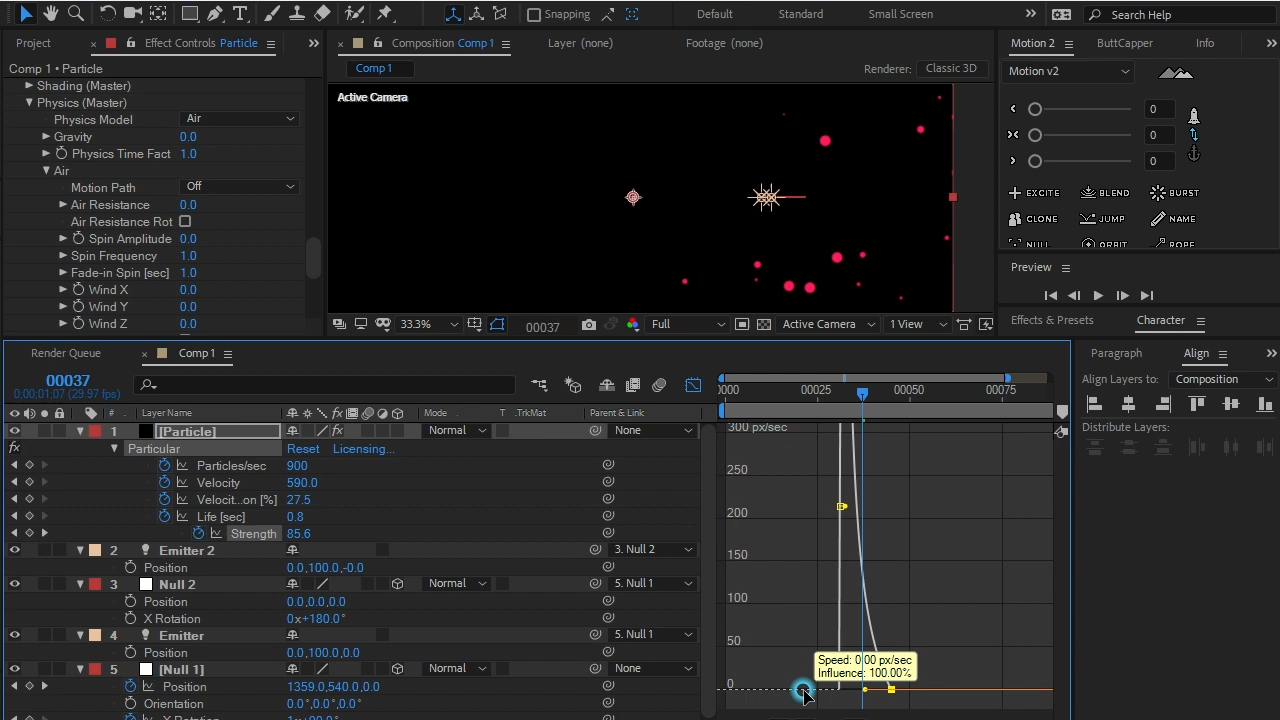 Snapping
Default
Standard
Small Screen
Search Help
Project
Effect Controls Particle
Composition Comp 1
Layer (none)
Footage (none)
Motion 2
ButtCapper
Info
Comp 1 • Particle
Comp 1
Renderer:
Classic 3D
Motion v2
Shading (Master)
Physics (Master)
Physics Model
Air
Gravity
0.0
Physics Time Fact
1.0
Air
Motion Path
Off
Air Resistance
0.0
Air Resistance Rot
Spin Amplitude
0.0
Spin Frequency
1.0
Fade-in Spin [sec]
1.0
Wind X
0.0
Wind Y
0.0
Wind Z
0.0
Active Camera
0
0
0
EXCITE
BLEND
BURST
CLONE
JUMP
NAME
NULL
ORBIT
ROPE
Preview
33.3%
00037
Full
Active Camera
1 View
Effects & Presets
Character
Render Queue
Comp 1
Paragraph
Align
00037
0;00;01;07 (29.97 fps)
Align Layers to:
Composition
Distribute Layers:
0000
00025
00050
00075
#
Layer Name
Mode
T
.TrkMat
Parent & Link
1
[Particle]
Normal
None
Particular
Reset
Licensing...
Particles/sec
900
Velocity
590.0
Velocit...on [%]
27.5
Life [sec]
0.8
Strength
85.6
2
Emitter 2
3. Null 2
Position
0.0,100.0,-0.0
3
Null 2
Normal
5. Null 1
Position
0.0,0.0,0.0
X Rotation
0x+180.0°
4
Emitter
5. Null 1
Position
0.0,100.0,0.0
5
[Null 1]
Normal
None
Position
1359.0,540.0,0.0
Orientation
0.0°,0.0°,0.0°
300 px/sec
250
200
150
100
50
0
Speed: 0.00 px/sec
Influence: 100.00%